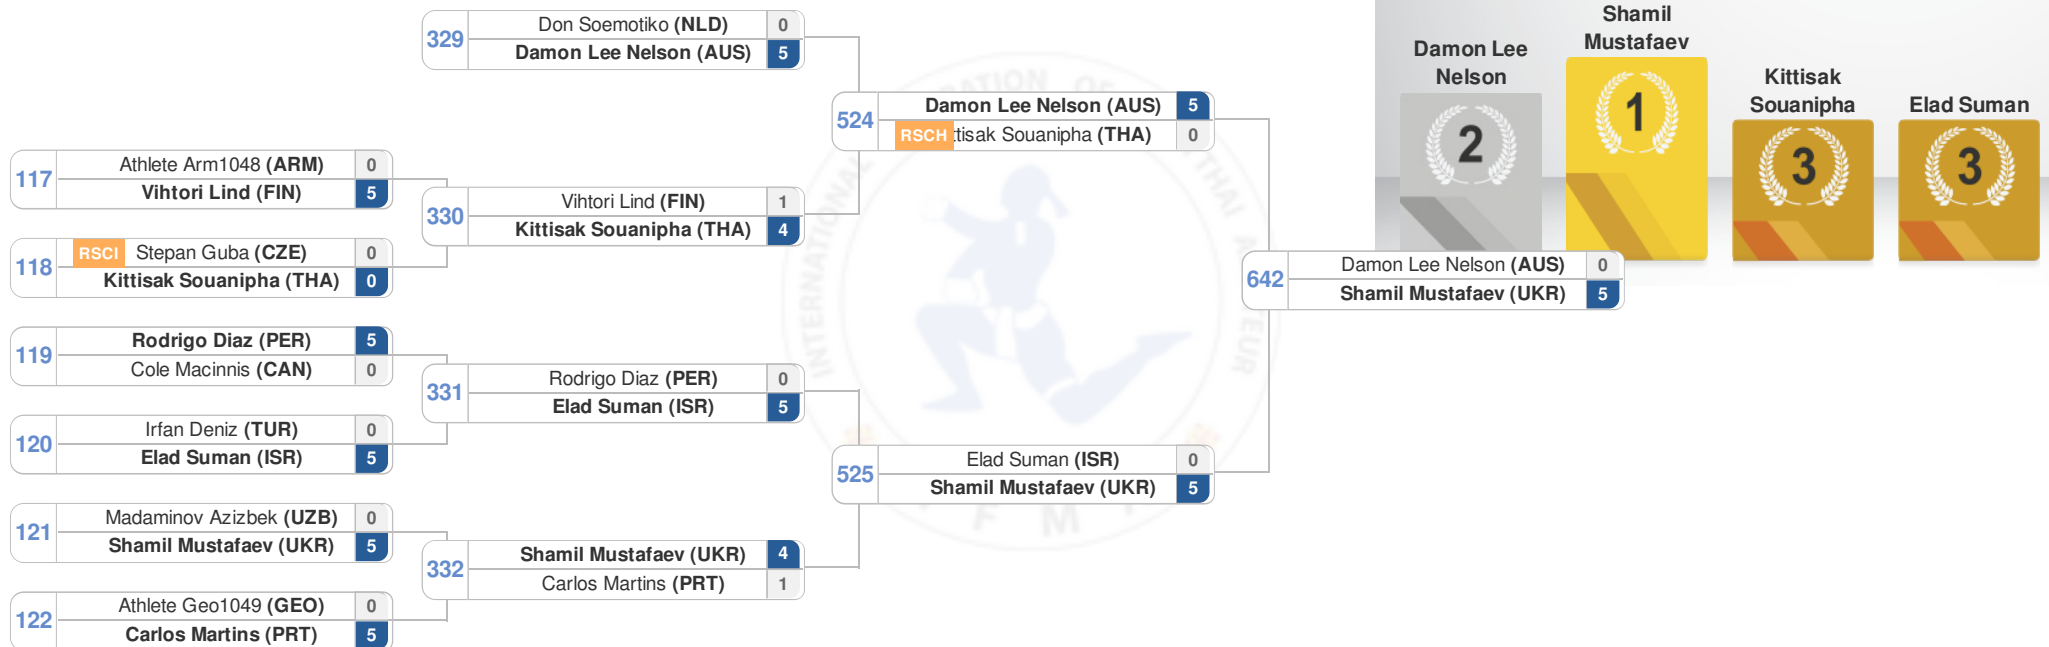 329
Don Soemotiko (NLD) 0
Damon Lee Nelson (AUS) 5
117
Athlete Arm1048 (ARM) 0
Vihtori Lind (FIN) 5
118
RSCI Stepan Guba (CZE) 0
Kittisak Souanipha (THA) 0
119
Rodrigo Diaz (PER) 5
Cole Macinnis (CAN) 0
120
Irfan Deniz (TUR) 0
Elad Suman (ISR) 5
121
Madaminov Azizbek (UZB) 0
Shamil Mustafaev (UKR) 5
122
Athlete Geo1049 (GEO) 0
Carlos Martins (PRT) 5
330
Vihtori Lind (FIN) 1
Kittisak Souanipha (THA) 4
331
Rodrigo Diaz (PER) 0
Elad Suman (ISR) 5
332
Shamil Mustafaev (UKR) 4
Carlos Martins (PRT) 1
524
Damon Lee Nelson (AUS) 5
RSCH ttisak Souanipha (THA) 0
525
Elad Suman (ISR) 0
Shamil Mustafaev (UKR) 5
642
Damon Lee Nelson (AUS) 0
Shamil Mustafaev (UKR) 5
Damon Lee
Nelson
2
Shamil
Mustafaev
1
Kittisak
Souanipha
3
Elad Suman
3
INTERNATIONAL